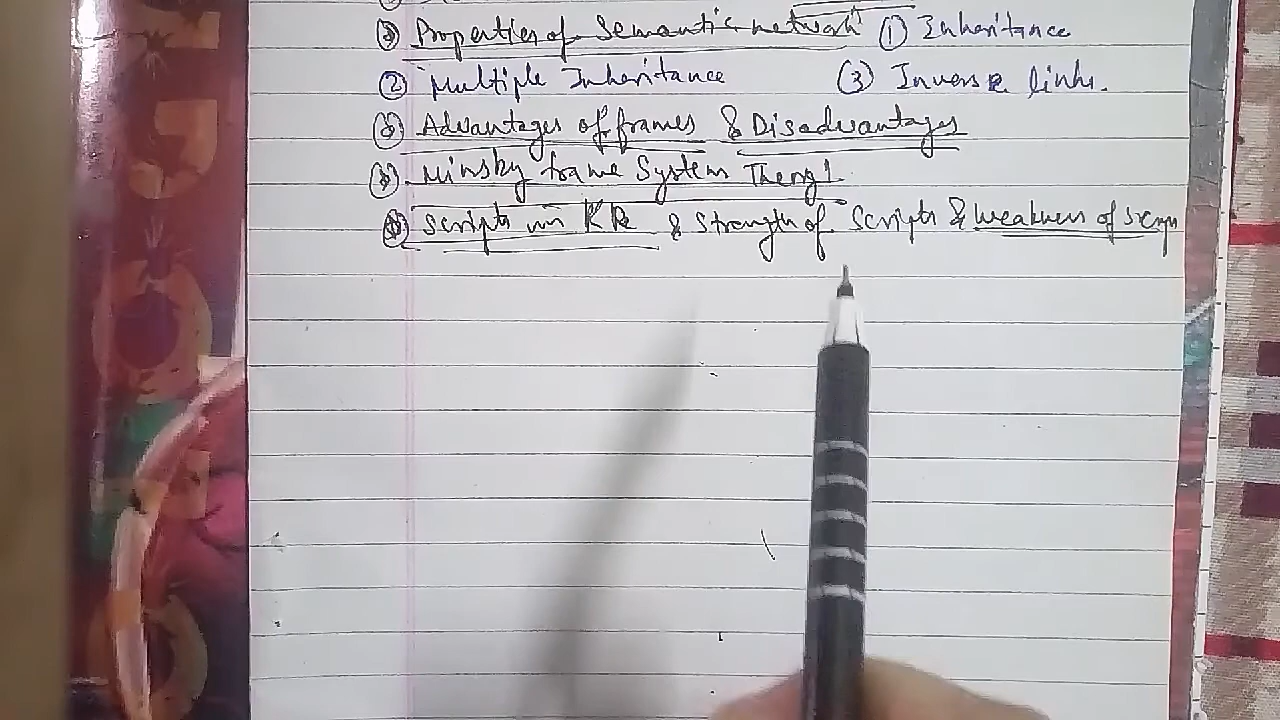 ③ Properties of Semantic network ① Inheritance
② Multiple Inheritance ③ Inverse links.
Advantages of frames & Disadvantages
Minsky frame System Theory
Scripts in KR & Strength of Scripts & weakness of Scrip